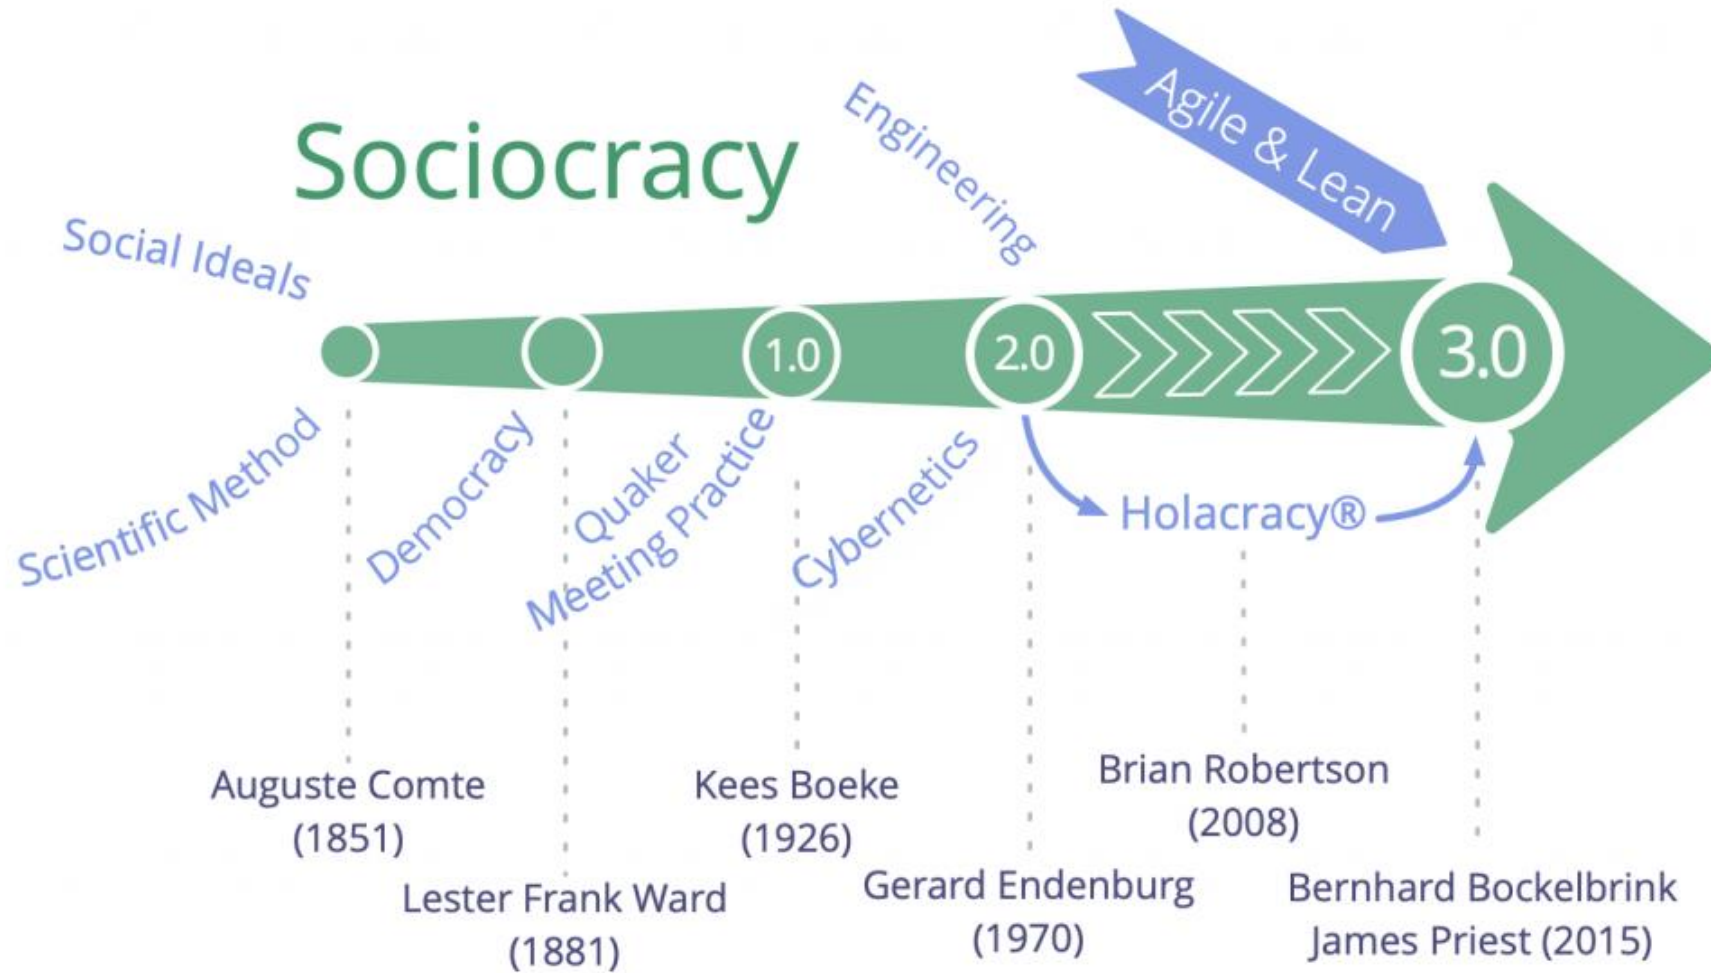 Sociocracy
Engineering
Agile & Lean
Social Ideals
1.0
2.0
3.0
Scientific Method
Democracy
Quaker
Meeting Practice
Cybernetics
Holacracy®
Auguste Comte
(1851)
Lester Frank Ward
(1881)
Kees Boeke
(1926)
Gerard Endenburg
(1970)
Brian Robertson
(2008)
Bernhard Bockelbrink
James Priest (2015)